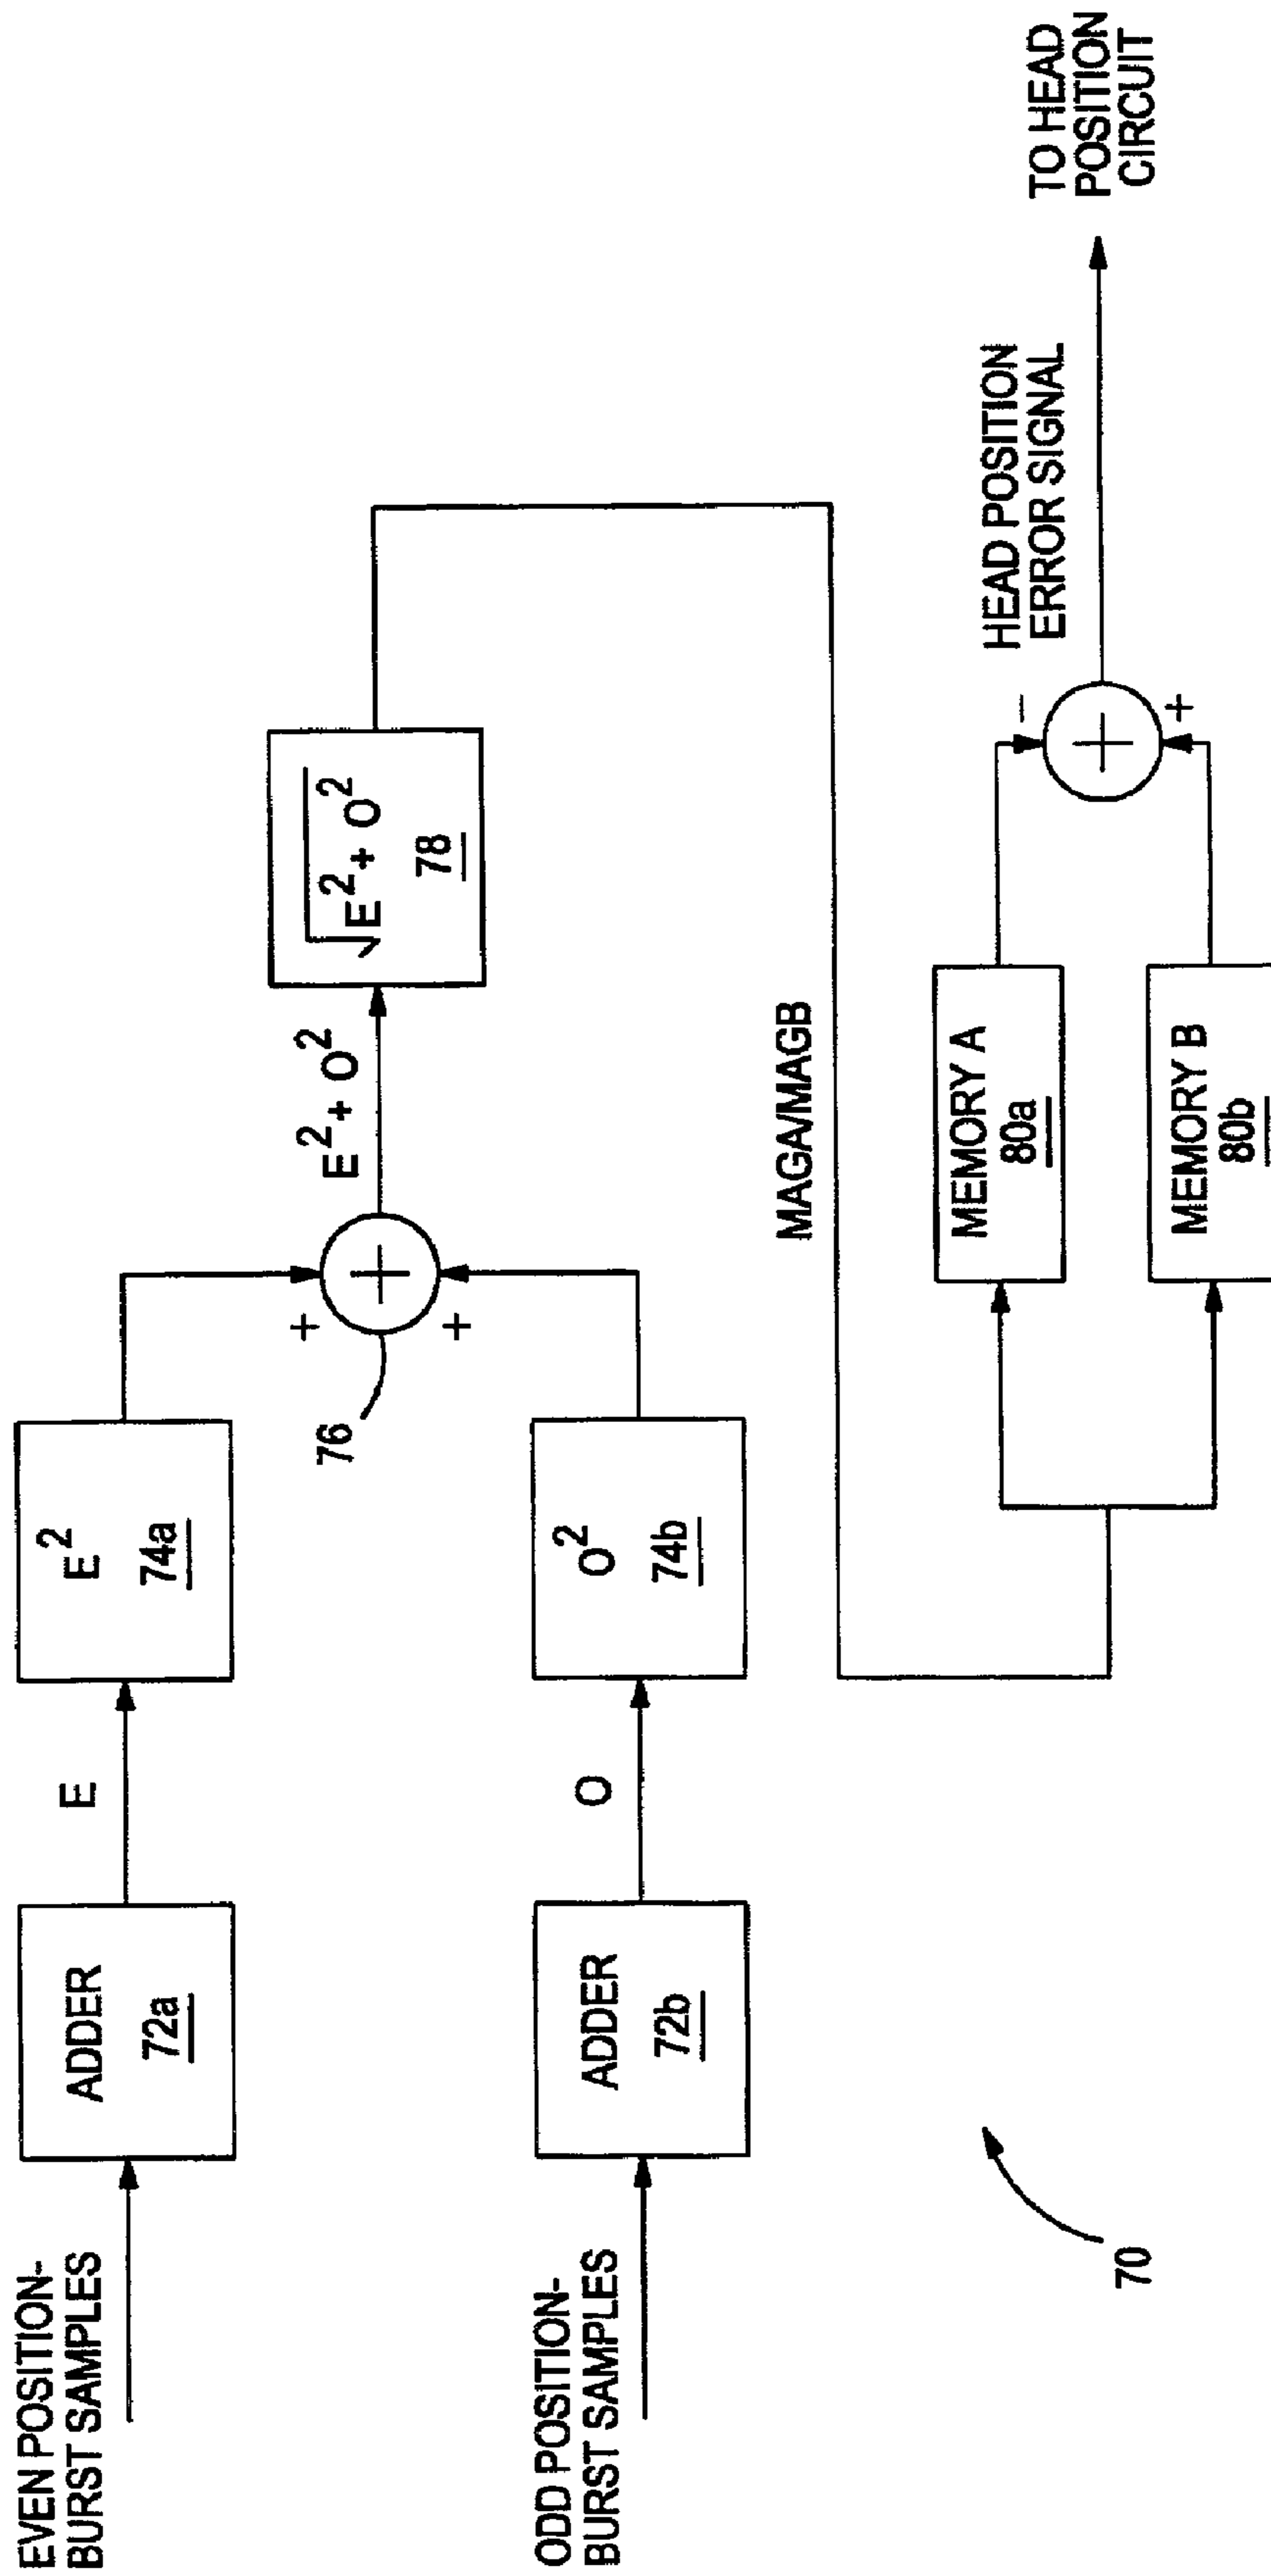 EVEN POSITION-
BURST SAMPLES
ADDER
72a
E
E²
74a
ODD POSITION-
BURST SAMPLES
ADDER
72b
O
O²
74b
+
+
+
76
E² + O²
√E² + O²
78
MAGA/MAGB
MEMORY A
80a
MEMORY B
80b
−
+
+
HEAD POSITION
ERROR SIGNAL
TO HEAD
POSITION
CIRCUIT
70